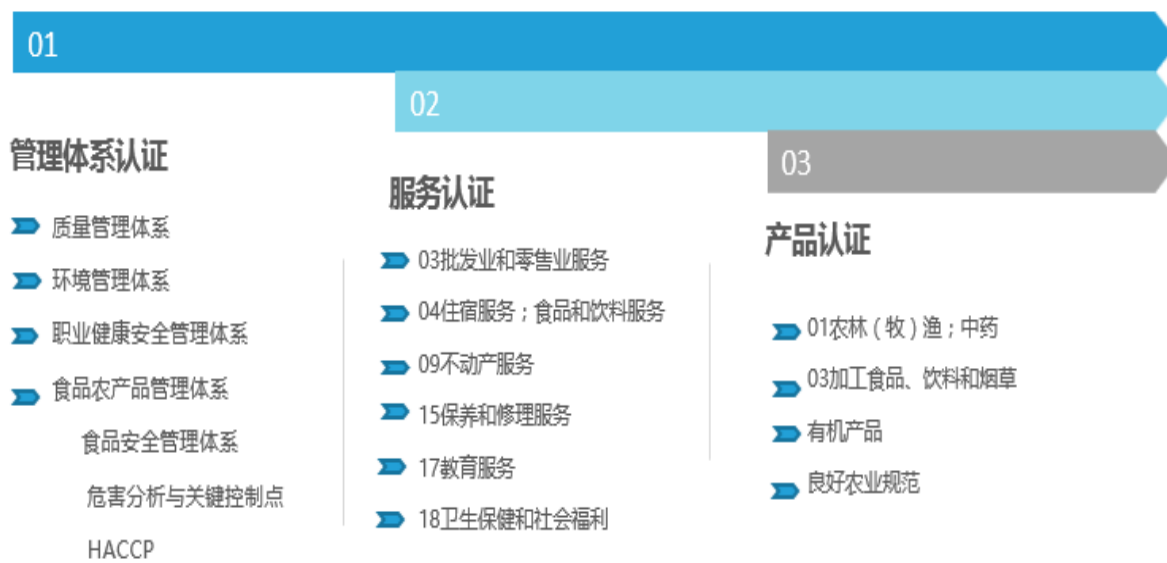 01
02
03
管理体系认证
质量管理体系
环境管理体系
职业健康安全管理体系
食品农产品管理体系
食品安全管理体系
危害分析与关键控制点
HACCP
服务认证
03批发业和零售业服务
04住宿服务；食品和饮料服务
09不动产服务
15保养和修理服务
17教育服务
18卫生保健和社会福利
产品认证
01农林（牧）渔；中药
03加工食品、饮料和烟草
有机产品
良好农业规范